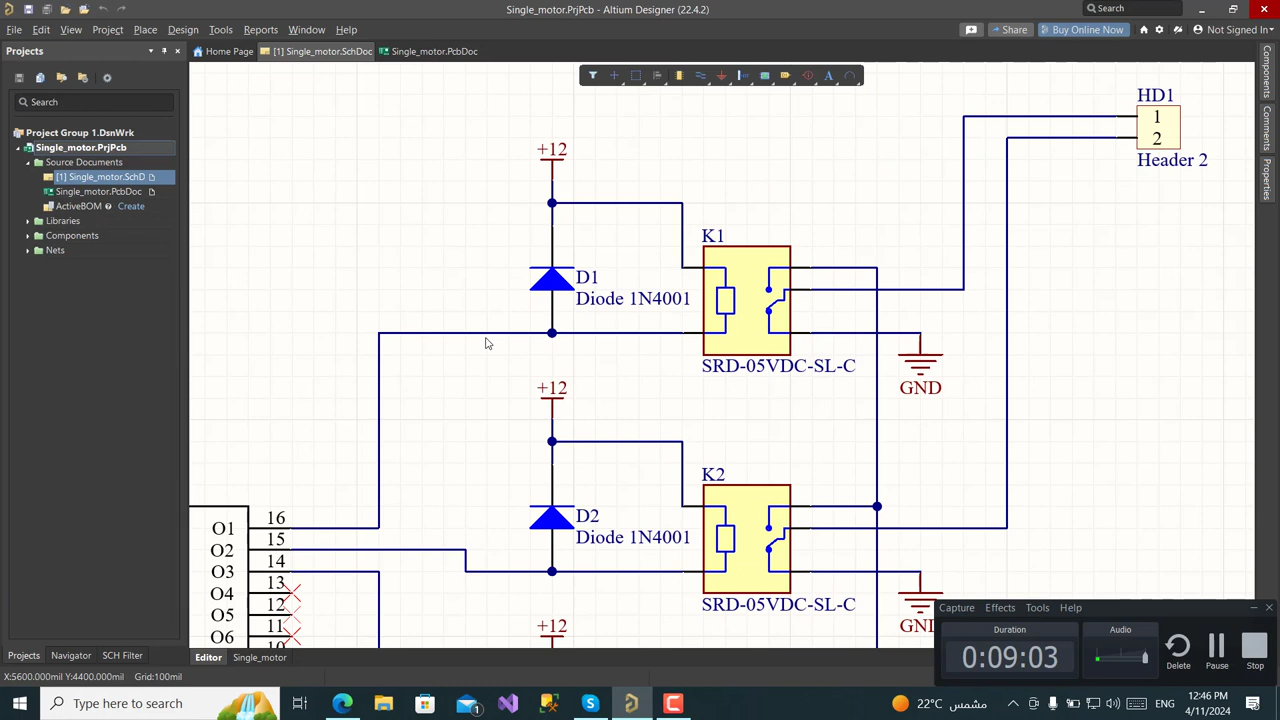 Single_motor.PrjPcb - Altium Designer (22.4.2)
Search
File Edit View Project Place Design Tools Reports Window Help
Share
Buy Online Now
Not Signed In
Projects
Home Page
[1] Single_motor.SchDoc
Single_motor.PcbDoc
Search
Project Group 1.DsnWrk
Single_motor.PrjPcb
Source Documents
[1] Single_motor.SchD
Single_motor.PcbDoc
ActiveBOM Create
Libraries
Components
Nets
HD1
1
2
Header 2
+12
K1
D1
Diode 1N4001
SRD-05VDC-SL-C
GND
+12
K2
D2
Diode 1N4001
SRD-05VDC-SL-C
GND
+12
O1 16
O2 15
O3 14
O4 13
O5 12
O6 11
10
Components
Comments
Properties
Capture Effects Tools Help
Duration
0:09:03
Audio
Delete
Pause
Stop
Projects Navigator SCH Filter
Editor Single_motor
X:5600.000mil Y:4400.000mil Grid:100mil
Type here to search
1
22°C مشمس
ENG
12:46 PM
4/11/2024